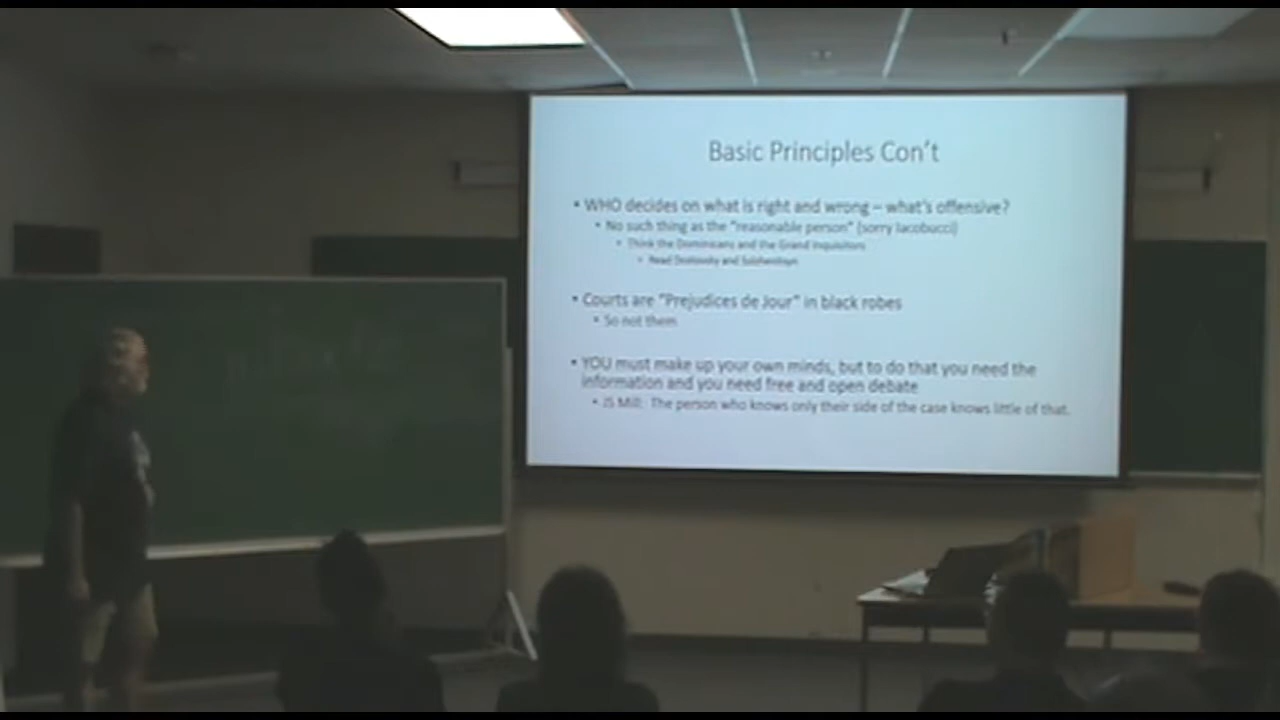 Basic Principles Con't
• WHO decides on what is right and wrong – what's offensive?
• No such thing as the "reasonable person" (sorry Iacobucci)
• Think the Dominicans and the Grand Inquisitors
• Read and
• Courts are "Prejudices de Jour" in black robes
• So not them
• YOU must make up your own minds, but to do that you need the
information and you need free and open debate
• JS Mill: The person who knows only their side of the case knows little of that.